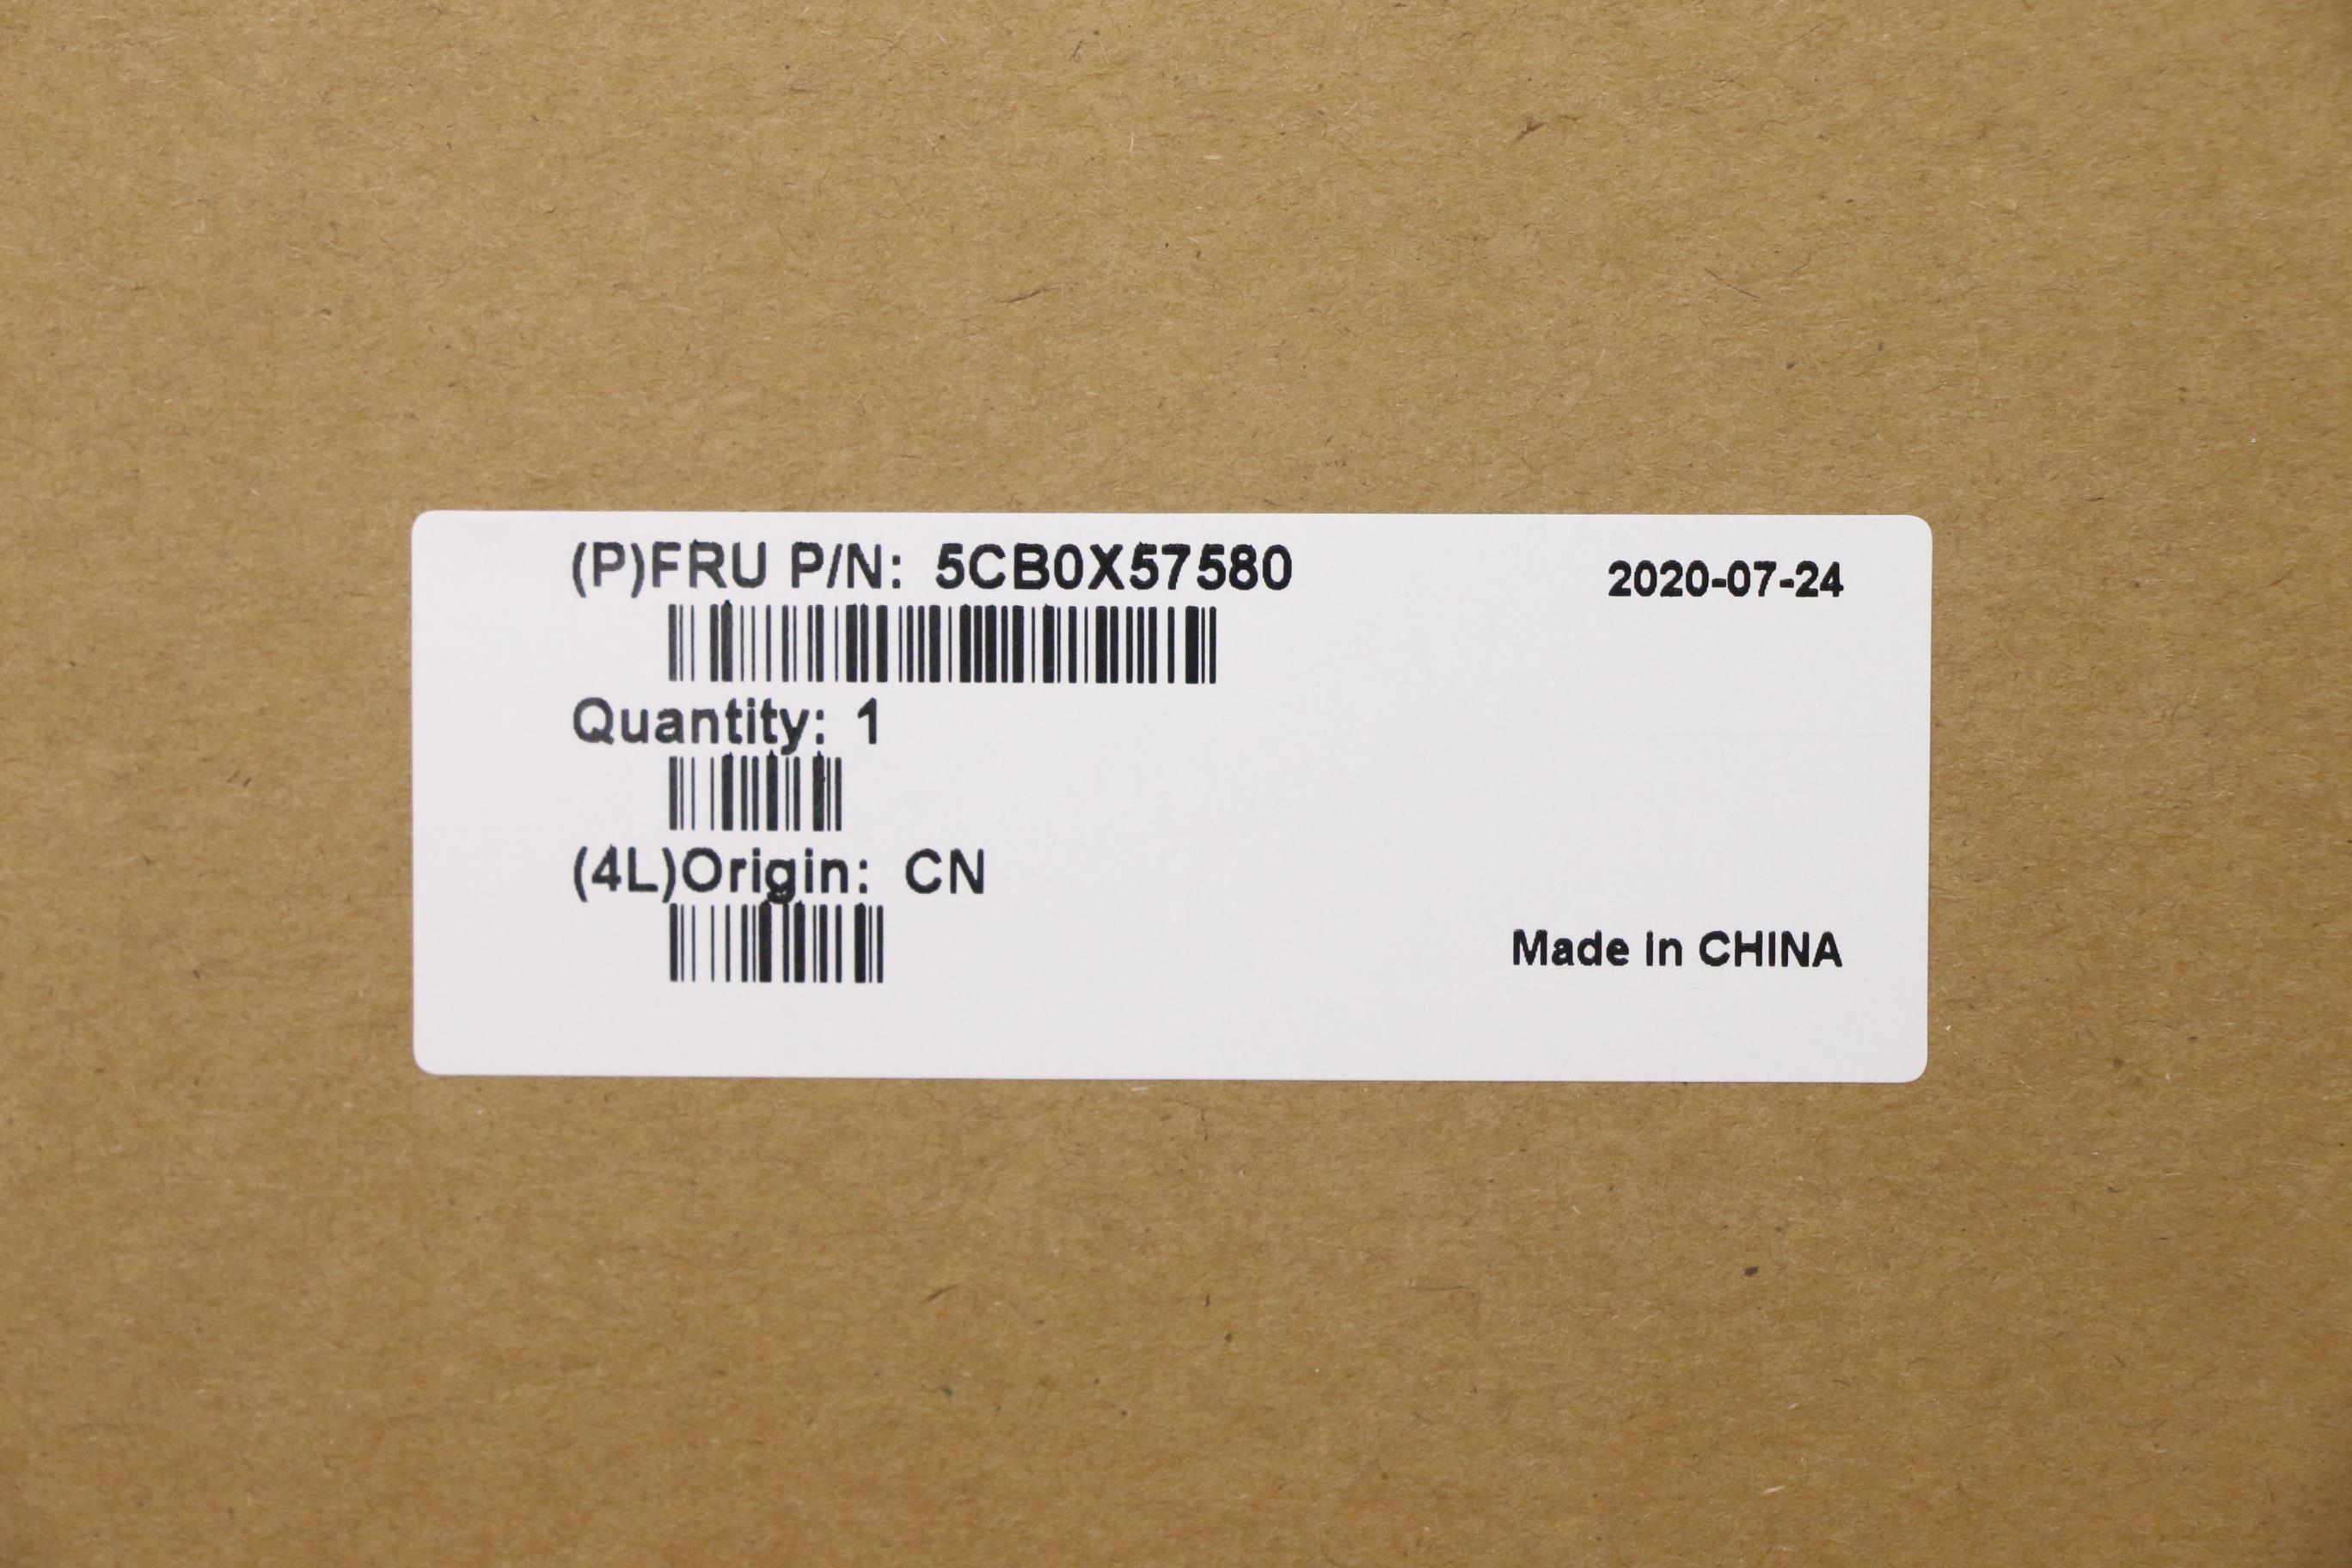 (P)FRU P/N: 5CB0X57580
2020-07-24
Quantity: 1
(4L)Origin: CN
Made in CHINA